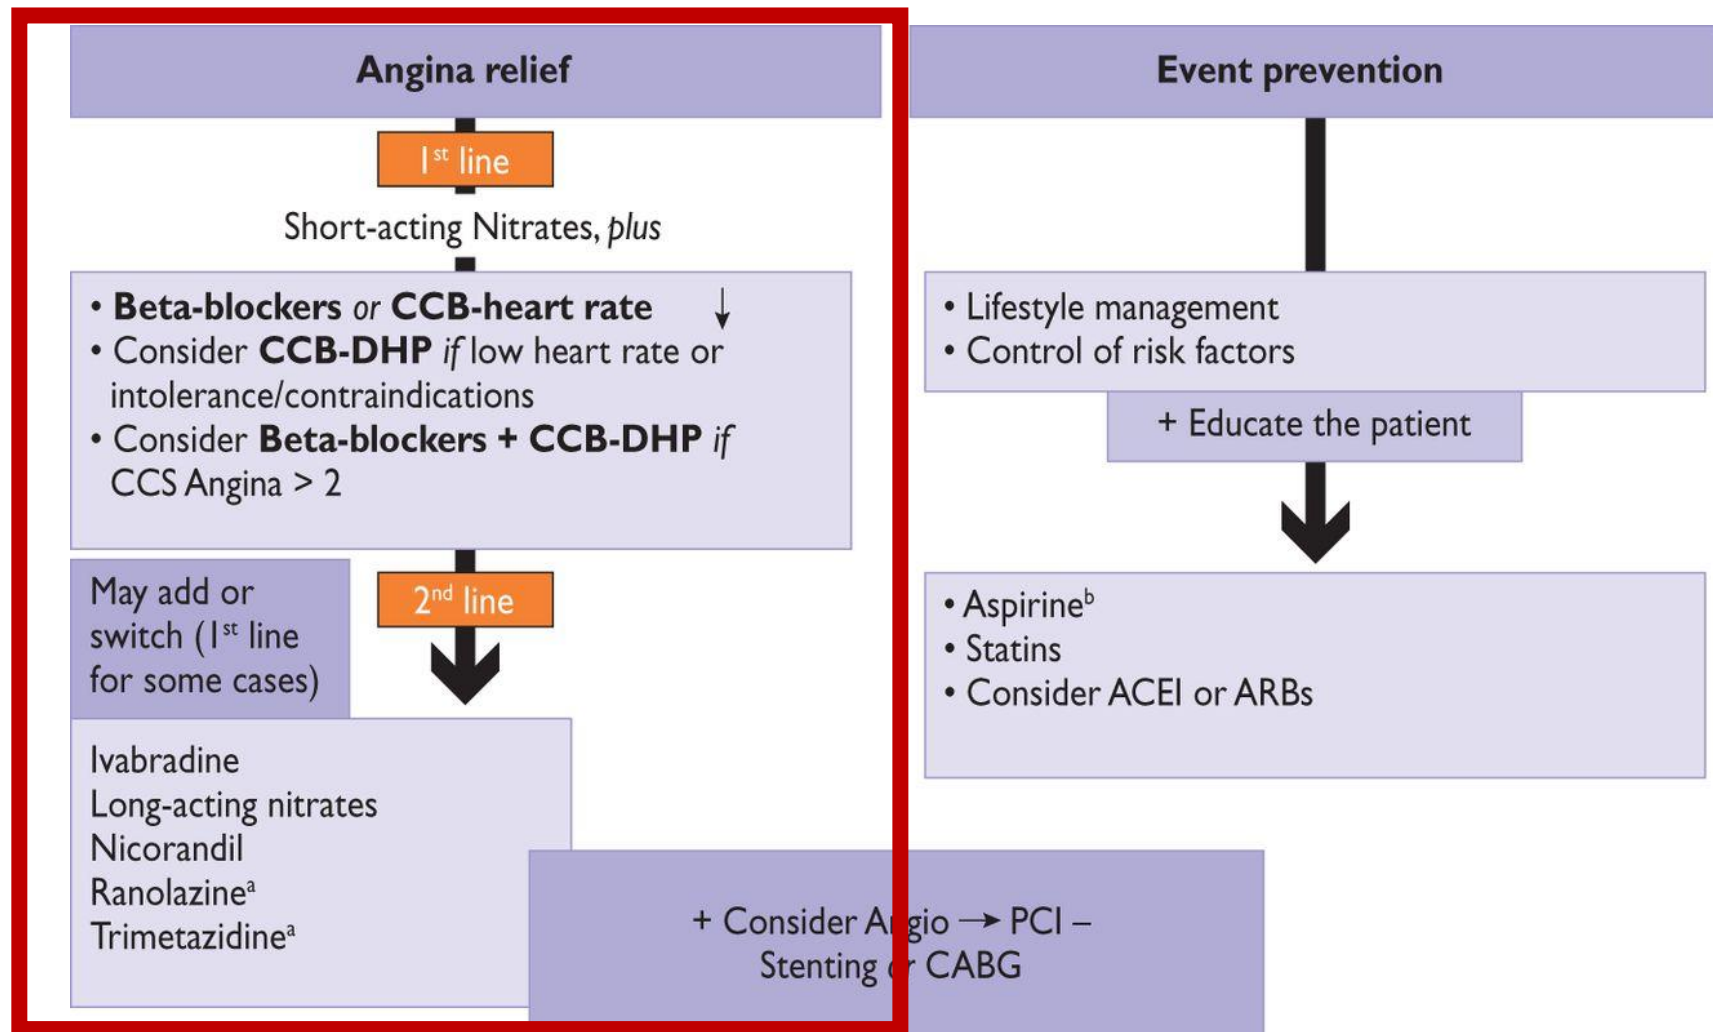 Angina relief
1st line
Short-acting Nitrates, plus
• Beta-blockers or CCB-heart rate ↓
• Consider CCB-DHP if low heart rate or
intolerance/contraindications
• Consider Beta-blockers + CCB-DHP if
CCS Angina > 2
May add or
switch (1st line
for some cases)
2nd line
Ivabradine
Long-acting nitrates
Nicorandil
Ranolazineᵃ
Trimetazidineᵃ
+ Consider Angio → PCI –
Stenting or CABG
Event prevention
• Lifestyle management
• Control of risk factors
+ Educate the patient
• Aspirineᵇ
• Statins
• Consider ACEI or ARBs